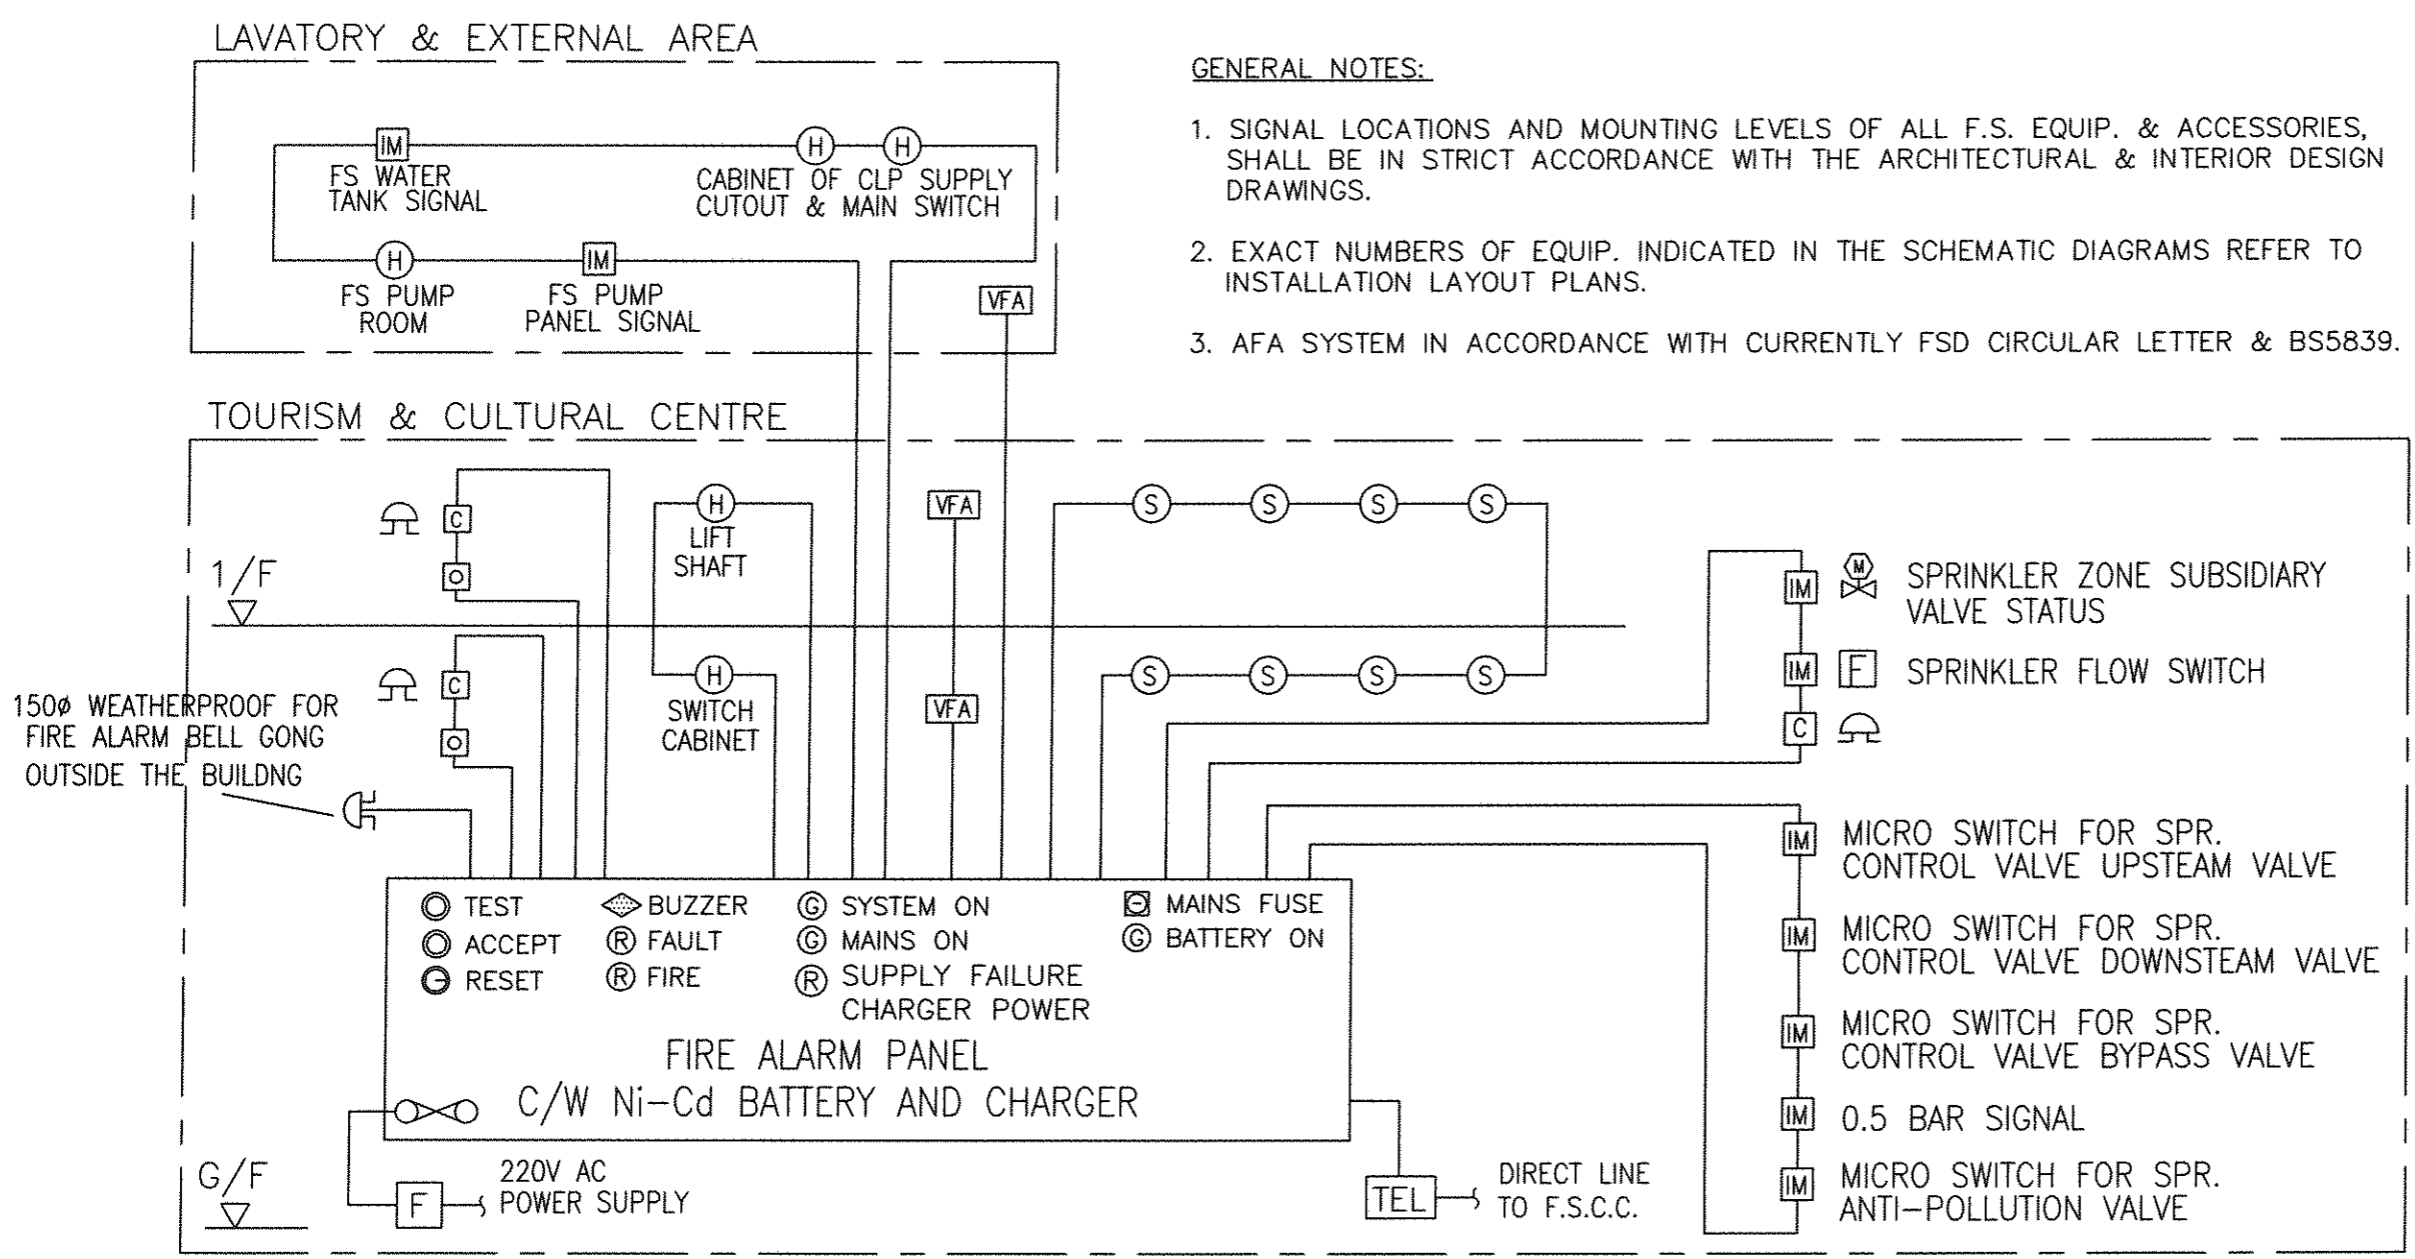 LAVATORY & EXTERNAL AREA
IM
H
H
FS WATER
TANK SIGNAL
CABINET OF CLP SUPPLY
CUTOUT & MAIN SWITCH
H
IM
FS PUMP
ROOM
FS PUMP
PANEL SIGNAL
VFA
GENERAL NOTES:
1. SIGNAL LOCATIONS AND MOUNTING LEVELS OF ALL F.S. EQUIP. & ACCESSORIES,
SHALL BE IN STRICT ACCORDANCE WITH THE ARCHITECTURAL & INTERIOR DESIGN
DRAWINGS.
2. EXACT NUMBERS OF EQUIP. INDICATED IN THE SCHEMATIC DIAGRAMS REFER TO
INSTALLATION LAYOUT PLANS.
3. AFA SYSTEM IN ACCORDANCE WITH CURRENTLY FSD CIRCULAR LETTER & BS5839.
TOURISM & CULTURAL CENTRE
C
H
LIFT
SHAFT
VFA
S
S
S
S
O
1/F
C
O
H
SWITCH
CABINET
VFA
S
S
S
S
IM
M
SPRINKLER ZONE SUBSIDIARY
VALVE STATUS
IM
F
SPRINKLER FLOW SWITCH
C
150ø WEATHERPROOF FOR
FIRE ALARM BELL GONG
OUTSIDE THE BUILDNG
IM
MICRO SWITCH FOR SPR.
CONTROL VALVE UPSTEAM VALVE
IM
MICRO SWITCH FOR SPR.
CONTROL VALVE DOWNSTEAM VALVE
IM
MICRO SWITCH FOR SPR.
CONTROL VALVE BYPASS VALVE
IM
0.5 BAR SIGNAL
IM
MICRO SWITCH FOR SPR.
ANTI-POLLUTION VALVE
TEST
ACCEPT
RESET
BUZZER
R FAULT
R FIRE
G SYSTEM ON
G MAINS ON
R SUPPLY FAILURE
CHARGER POWER
MAINS FUSE
G BATTERY ON
FIRE ALARM PANEL
C/W Ni-Cd BATTERY AND CHARGER
G/F
F
220V AC
POWER SUPPLY
TEL
DIRECT LINE
TO F.S.C.C.